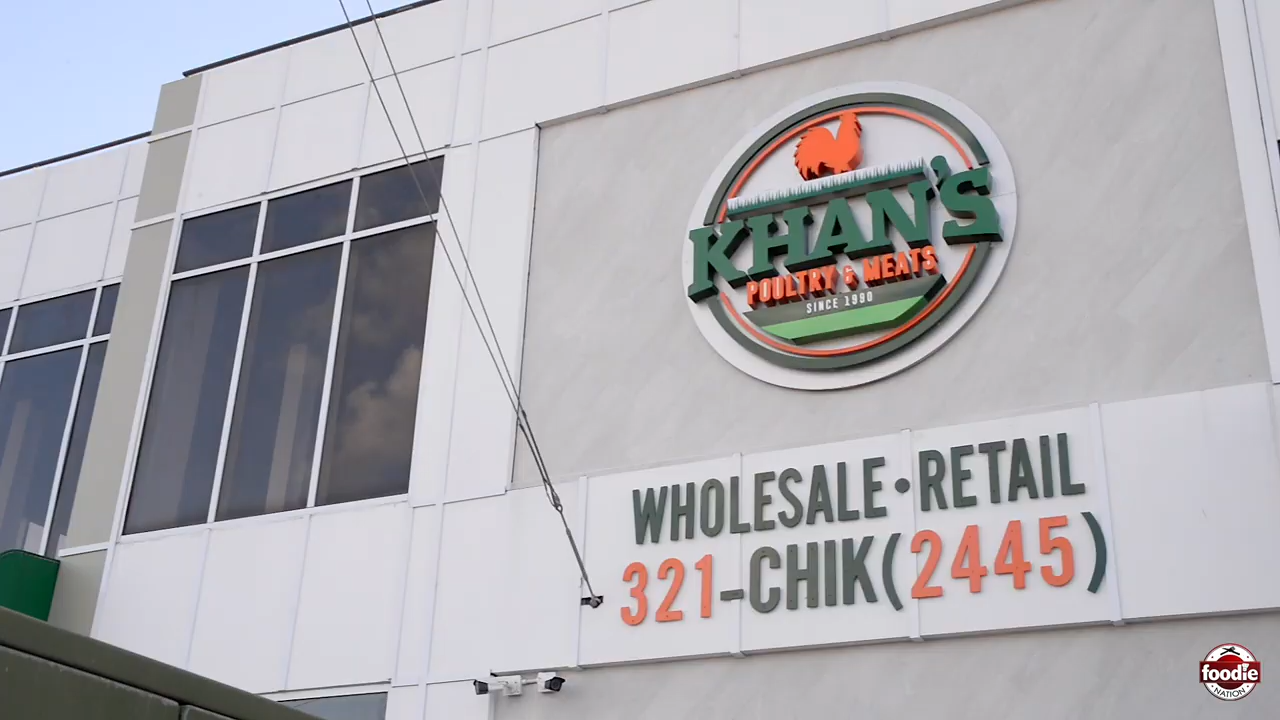 KHAN'S
POULTRY & MEATS
SINCE 1990
WHOLESALE•RETAIL
321-CHIK(2445)
foodie
NATION